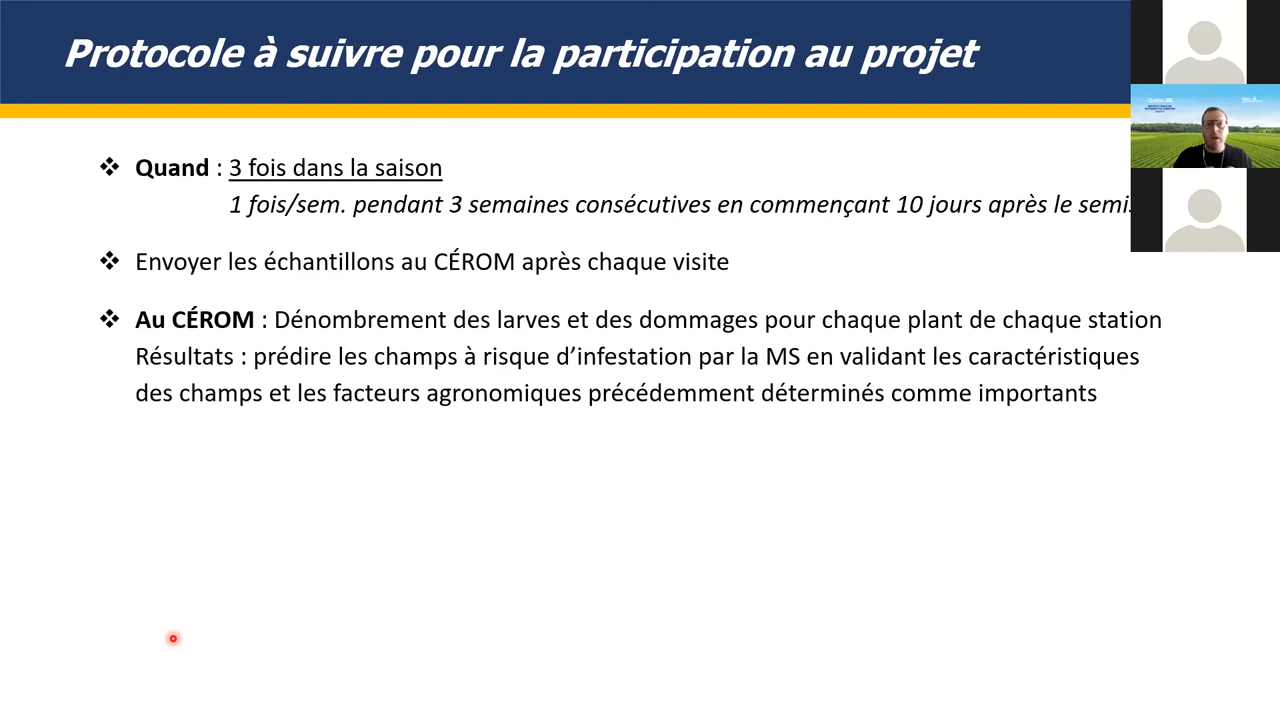 Protocole à suivre pour la participation au projet
❖ Quand : 3 fois dans la saison
1 fois/sem. pendant 3 semaines consécutives en commençant 10 jours après le semis
❖ Envoyer les échantillons au CÉROM après chaque visite
❖ Au CÉROM : Dénombrement des larves et des dommages pour chaque plant de chaque station
Résultats : prédire les champs à risque d’infestation par la MS en validant les caractéristiques
des champs et les facteurs agronomiques précédemment déterminés comme importants